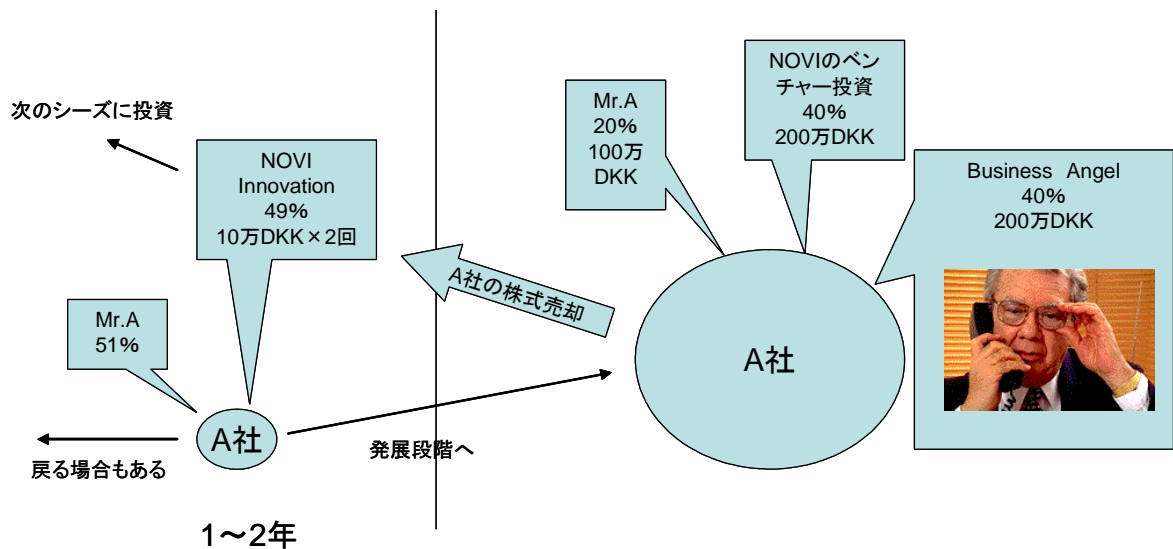 次のシーズに投資
NOVI
Innovation
49%
10万DKK×2回
Mr.A
51%
A社
戻る場合もある
1～2年
発展段階へ
A社の株式売却
Mr.A
20%
100万
DKK
NOVIのベン
チャー投資
40%
200万DKK
Business Angel
40%
200万DKK
A社